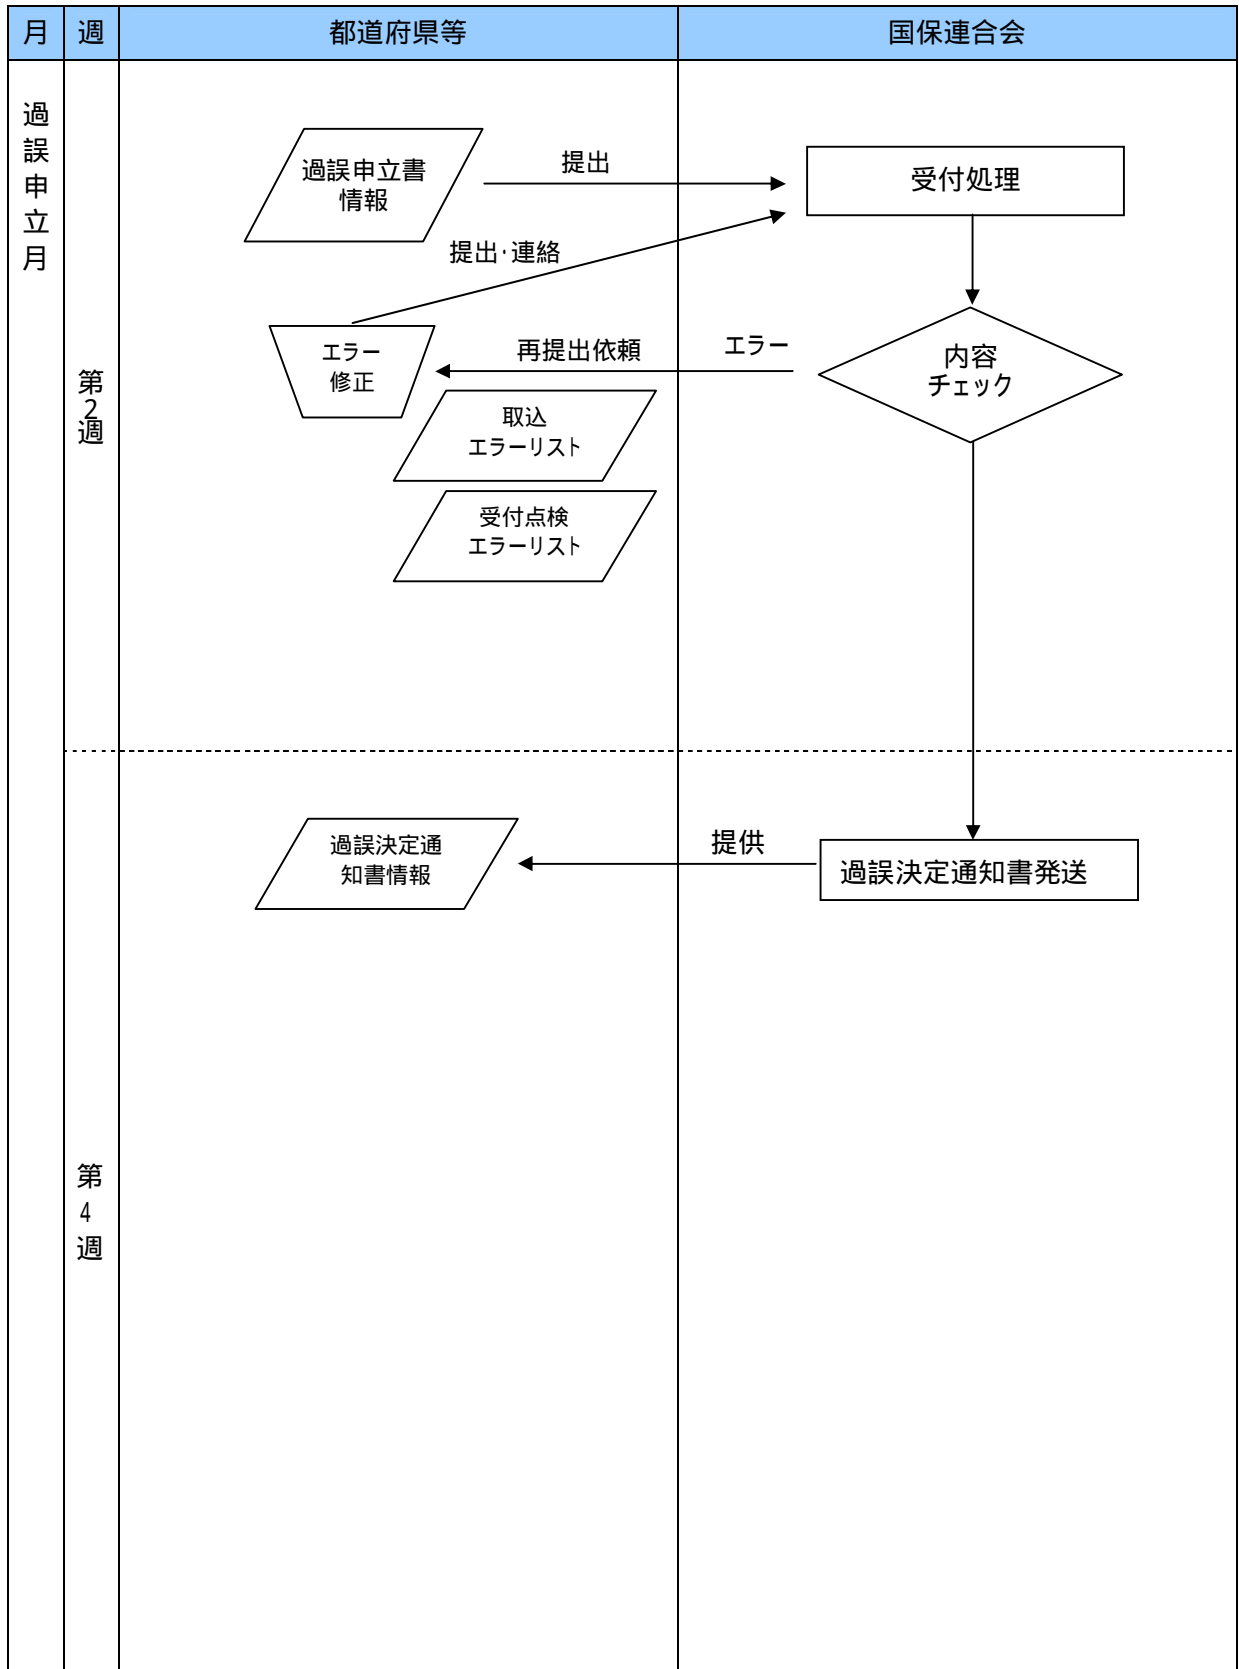 月
週
都道府県等
国保連合会
過誤申立月
第2週
過誤申立書
情報
提出
受付処理
提出・連絡
エラー
修正
再提出依頼
エラー
内容
チェック
取込
エラーリスト
受付点検
エラーリスト
第4週
過誤決定通
知書情報
提供
過誤決定通知書発送